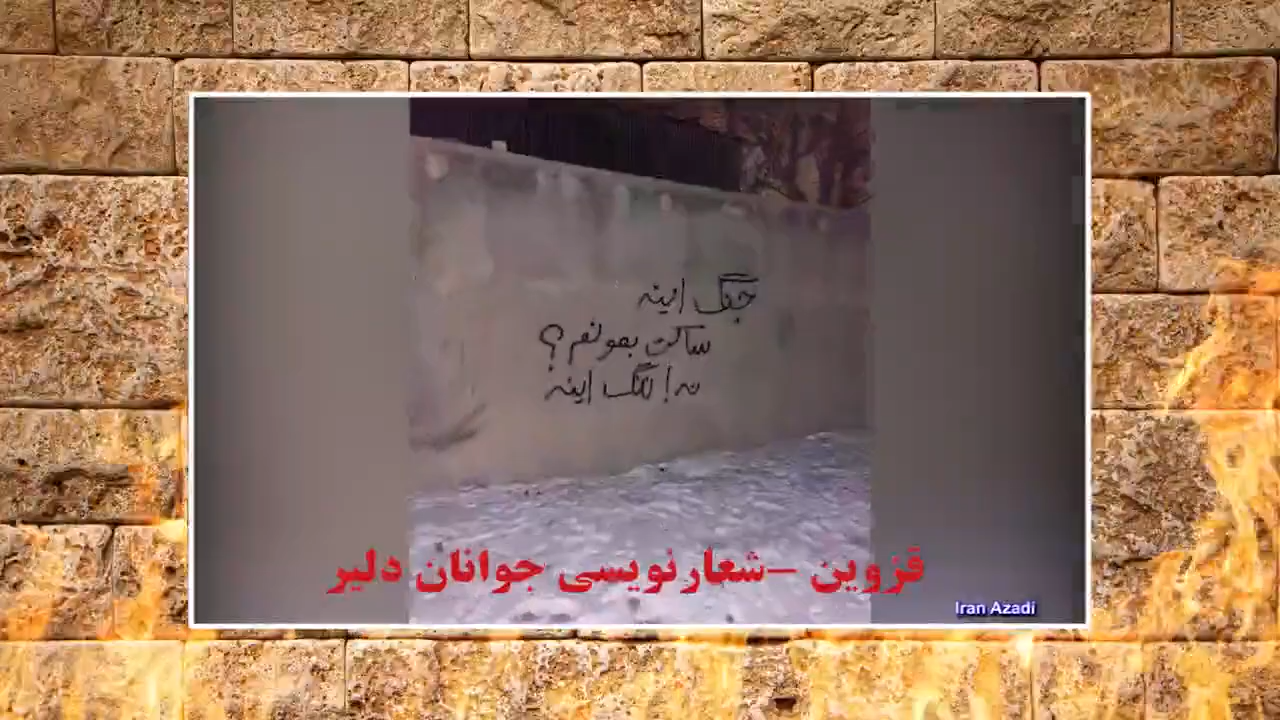 جنگ اینه
ساکت بمونم؟
نه! ننگ اینه
قزوین –شعارنویسی جوانان دلیر
Iran Azadi